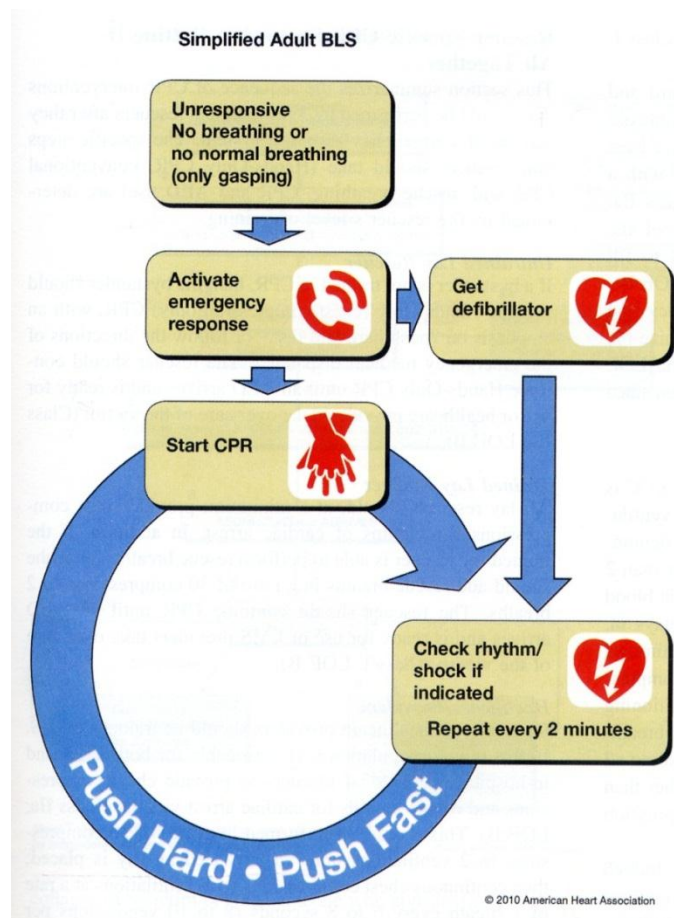 Simplified Adult BLS
Unresponsive
No breathing or
no normal breathing
(only gasping)
Activate
emergency
response
Get
defibrillator
Start CPR
Check rhythm/
shock if
indicated
Repeat every 2 minutes
Push Hard • Push Fast
© 2010 American Heart Association